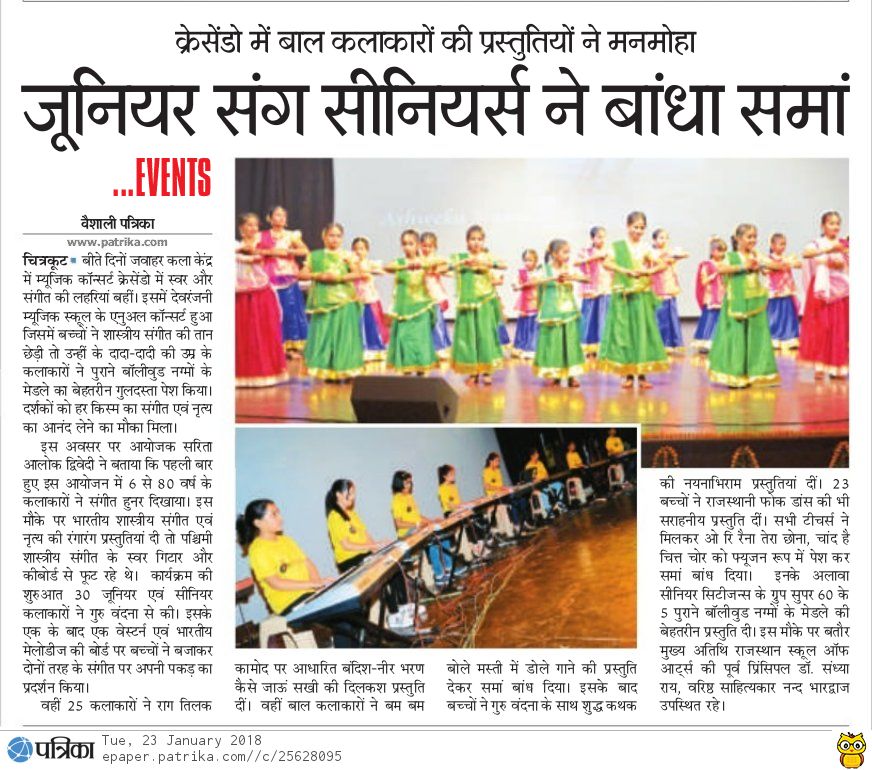 क्रेसेंडो में बाल कलाकारों की प्रस्तुतियों ने मनमोहा
जूनियर संग सीनियर्स ने बांधा समां
...EVENTS
वैशाली पत्रिका
www.patrika.com
चित्रकूट ▪ बीते दिनों जवाहर कला केंद्र
में म्यूजिक कॉन्सर्ट क्रेसेंडो में स्वर और
संगीत की लहरियां बहीं। इसमें देवरंजनी
म्यूजिक स्कूल के एनुअल कॉन्सर्ट हुआ
जिसमें बच्चों ने शास्त्रीय संगीत की तान
छेड़ी तो उन्हीं के दादा-दादी की उम्र के
कलाकारों ने पुराने बॉलीवुड नग्मों के
मेडले का बेहतरीन गुलदस्ता पेश किया।
दर्शकों को हर किस्म का संगीत एवं नृत्य
का आनंद लेने का मौका मिला।
इस अवसर पर आयोजक सरिता
आलोक द्विवेदी ने बताया कि पहली बार
हुए इस आयोजन में 6 से 80 वर्ष के
कलाकारों ने संगीत हुनर दिखाया। इस
मौके पर भारतीय शास्त्रीय संगीत एवं
नृत्य की रंगारंग प्रस्तुतियां दी तो पश्चिमी
शास्त्रीय संगीत के स्वर गिटार और
कीबोर्ड से फूट रहे थे। कार्यक्रम की
शुरुआत 30 जूनियर एवं सीनियर
कलाकारों ने गुरु वंदना से की। इसके
एक के बाद एक वेस्टर्न एवं भारतीय
मेलोडीज की बोर्ड पर बच्चों ने बजाकर
दोनों तरह के संगीत पर अपनी पकड़ का
प्रदर्शन किया।
वहीं 25 कलाकारों ने राग तिलक
कामोद पर आधारित बंदिश-नीर भरण
कैसे जाऊं सखी की दिलकश प्रस्तुति
दीं। वहीं बाल कलाकारों ने बम बम
बोले मस्ती में डोले गाने की प्रस्तुति
देकर समां बांध दिया। इसके बाद
बच्चों ने गुरु वंदना के साथ शुद्ध कथक
की नयनाभिराम प्रस्तुतियां दीं। 23
बच्चों ने राजस्थानी फोक डांस की भी
सराहनीय प्रस्तुति दीं। सभी टीचर्स ने
मिलकर ओ रि रैना तेरा छोना, चांद है
चित्त चोर को फ्यूजन रूप में पेश कर
समां बांध दिया। इनके अलावा
सीनियर सिटीजन्स के ग्रुप सुपर 60 के
5 पुराने बॉलीवुड नग्मों के मेडले की
बेहतरीन प्रस्तुति दी। इस मौके पर बतौर
मुख्य अतिथि राजस्थान स्कूल ऑफ
आर्ट्स की पूर्व प्रिंसिपल डॉ. संध्या
राय, वरिष्ठ साहित्यकार नन्द भारद्वाज
उपस्थित रहे।
पत्रिका
Tue, 23 January 2018
epaper.patrika.com//c/25628095